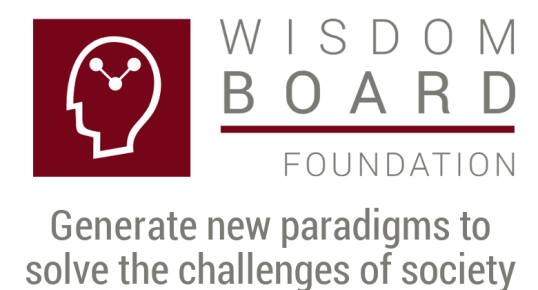 WISDOM
BOARD
FOUNDATION
Generate new paradigms to
solve the challenges of society